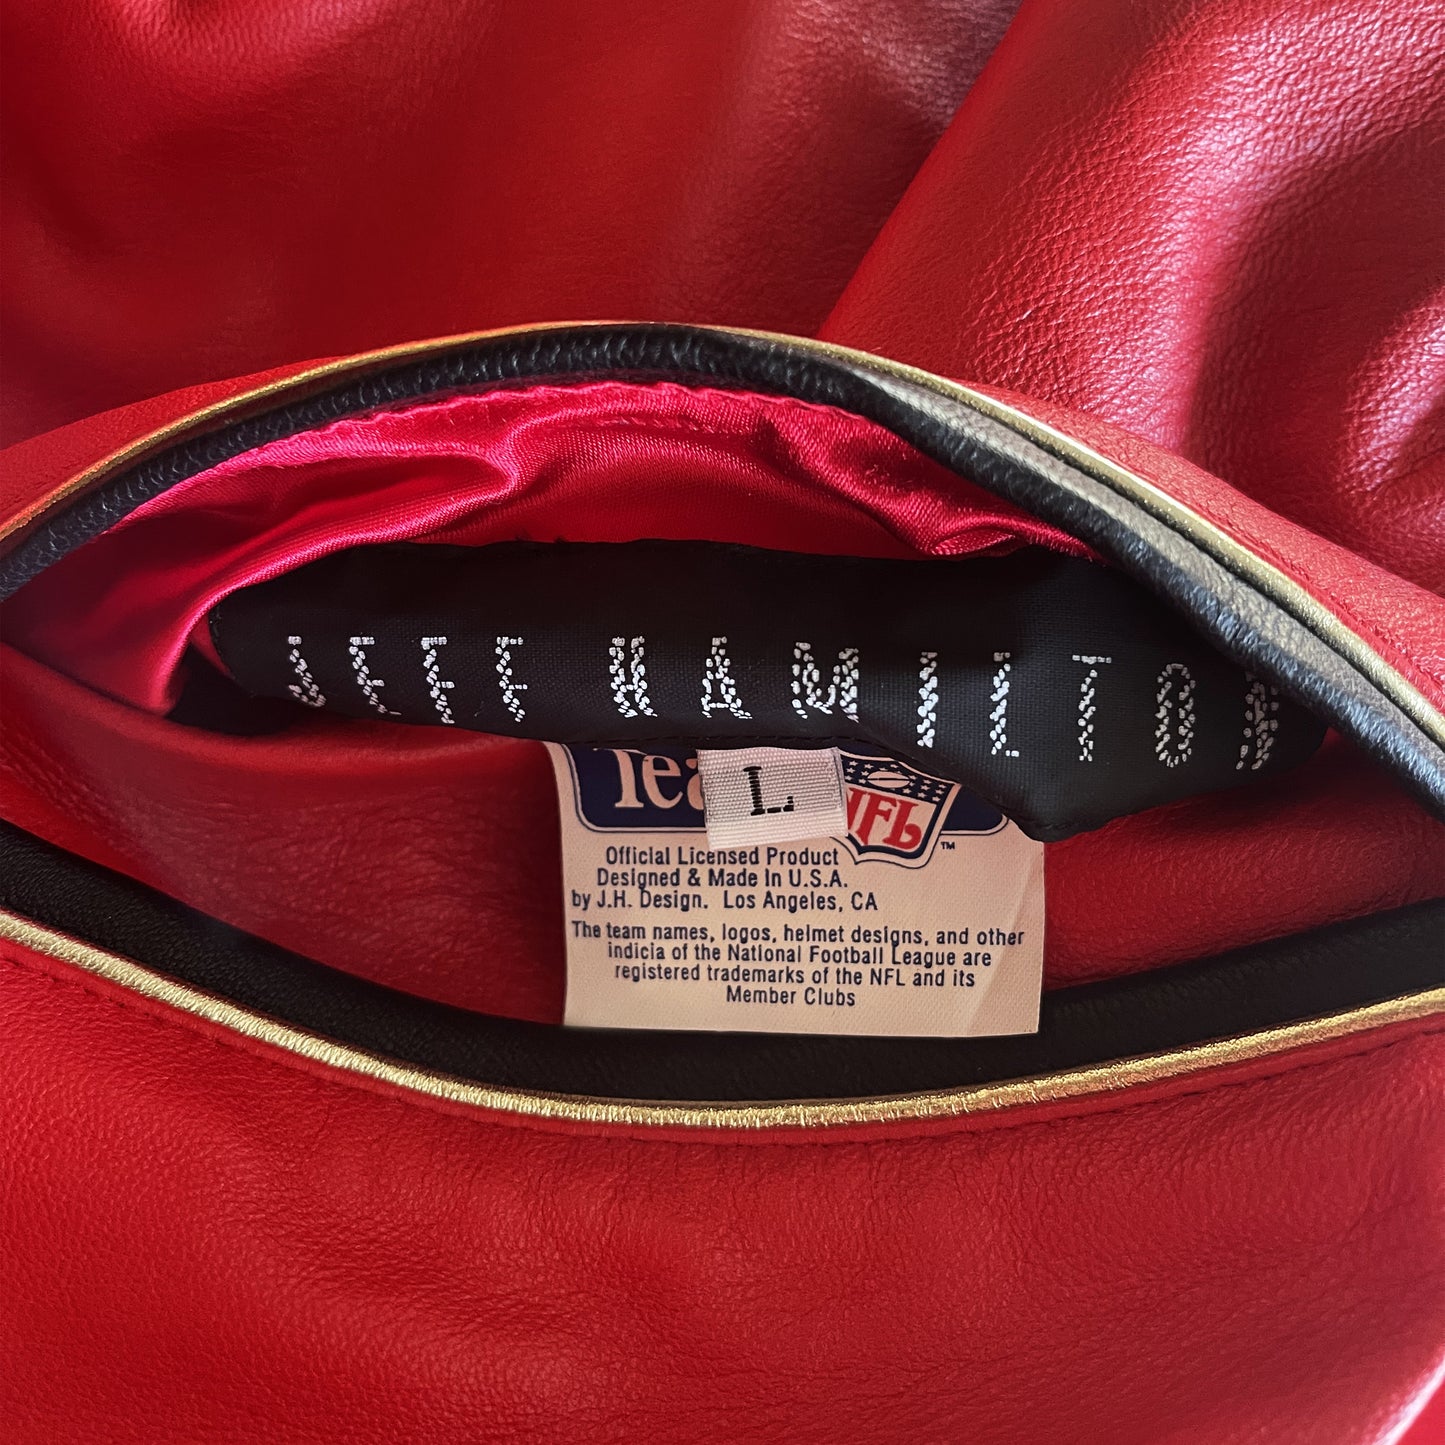 JEFF HAMILTON
L
NFL
TM
Official Licensed Product
Designed & Made In U.S.A.
by J.H. Design. Los Angeles, CA
The team names, logos, helmet designs, and other
indicia of the National Football League are
registered trademarks of the NFL and its
Member Clubs